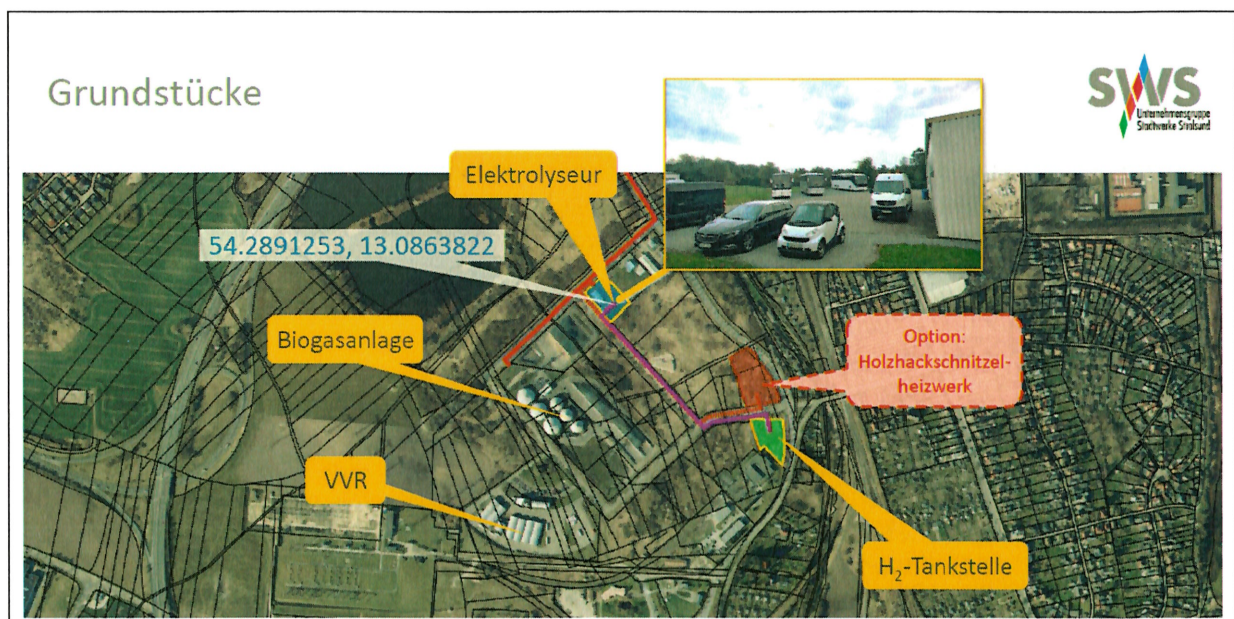 Grundstücke
SWS
Unternehmensgruppe
Stadtwerke Stralsund
Elektrolyseur
54.2891253, 13.0863822
Biogasanlage
Option:
Holzhackschnitzel-
heizwerk
VVR
H₂-Tankstelle